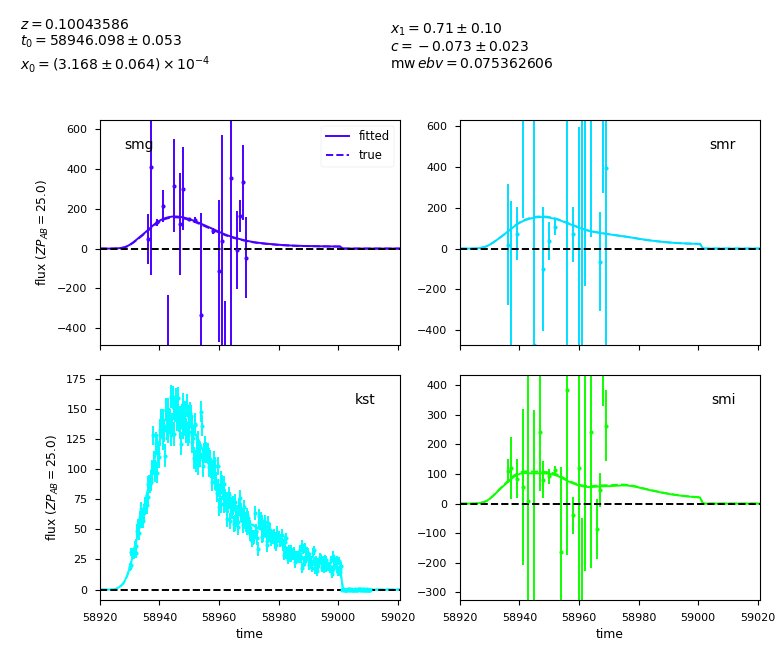 z = 0.10043586
t₀ = 58946.098 ± 0.053
x₀ = (3.168 ± 0.064) × 10⁻⁴
x₁ = 0.71 ± 0.10
c = −0.073 ± 0.023
mw ebv = 0.075362606
smg
fitted
true
600
400
200
0
−200
−400
flux (ZP_AB = 25.0)
smr
600
400
200
0
−200
−400
kst
175
150
125
100
75
50
25
0
flux (ZP_AB = 25.0)
58920 58940 58960 58980 59000 59020
time
smi
400
300
200
100
0
−100
−200
−300
58920 58940 58960 58980 59000 59020
time